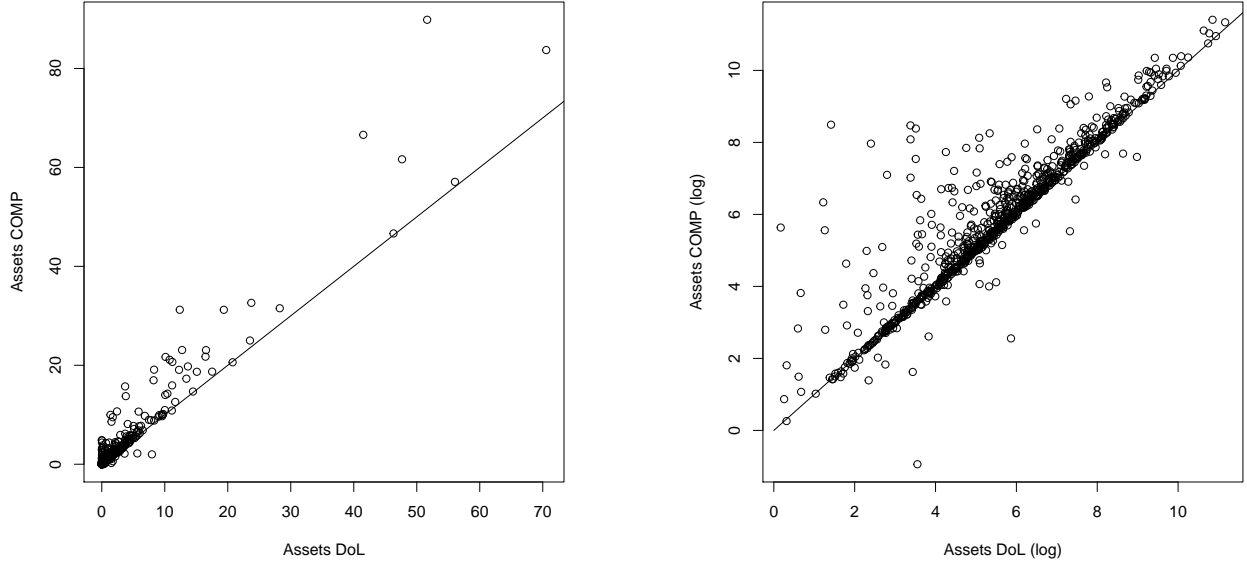 Assets COMP
80
60
40
20
0
0 10 20 30 40 50 60 70
Assets DoL
Assets COMP (log)
10
8
6
4
2
0
0 2 4 6 8 10
Assets DoL (log)